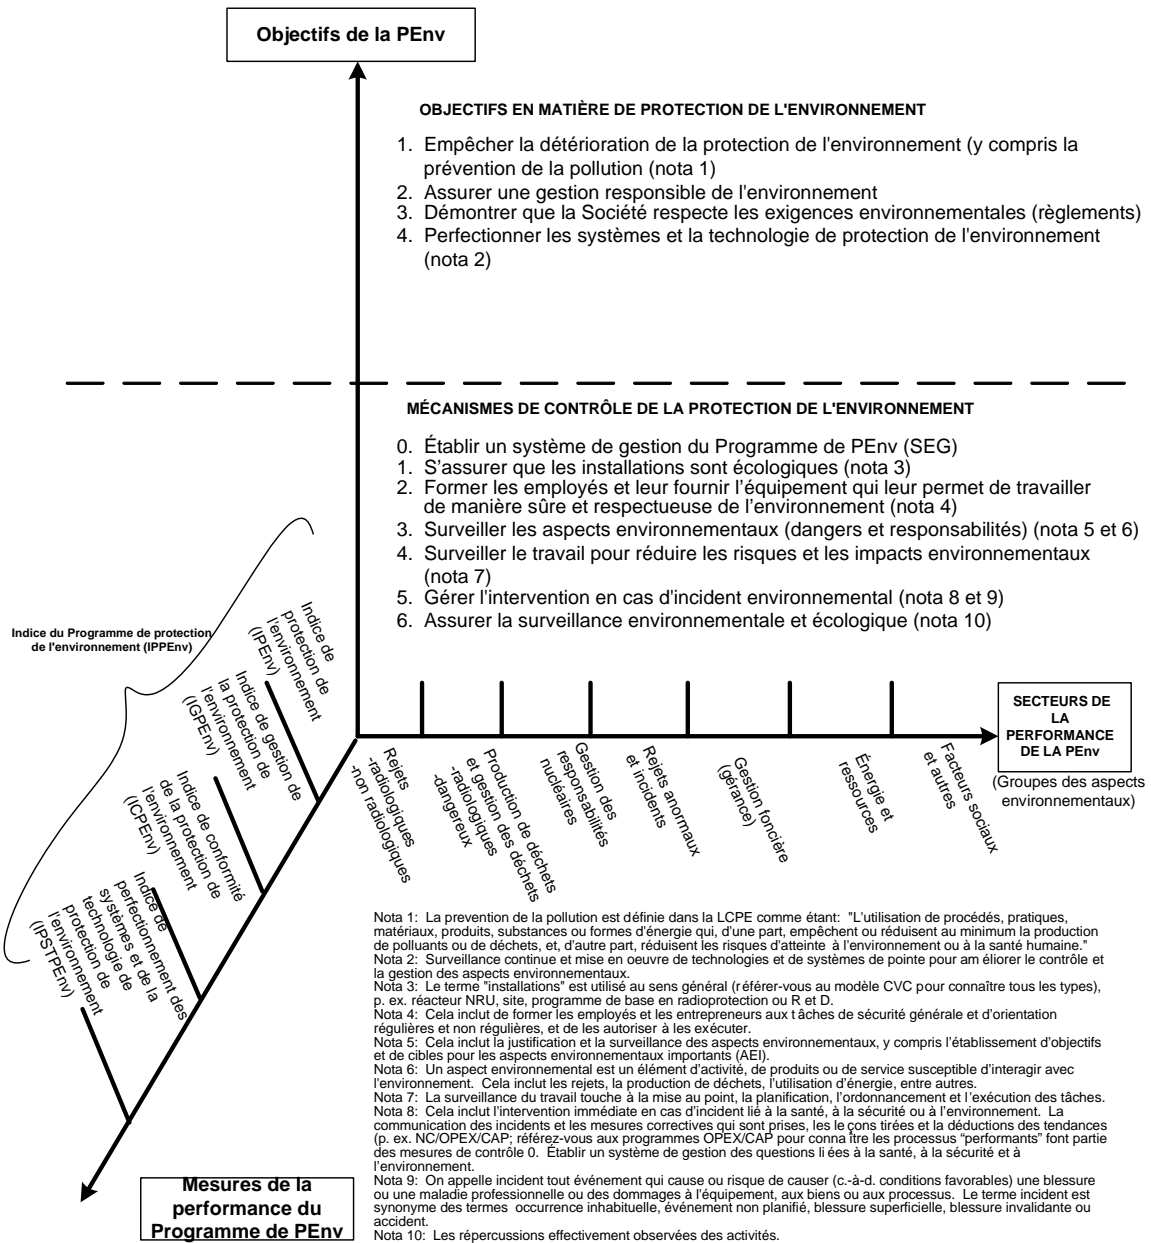 Objectifs de la PEnv
OBJECTIFS EN MATIÈRE DE PROTECTION DE L'ENVIRONNEMENT
1. Empêcher la détérioration de la protection de l'environnement (y compris la
prévention de la pollution (nota 1)
2. Assurer une gestion responsible de l'environnement
3. Démontrer que la Société respecte les exigences environnementales (règlements)
4. Perfectionner les systèmes et la technologie de protection de l'environnement
(nota 2)
MÉCANISMES DE CONTRÔLE DE LA PROTECTION DE L'ENVIRONNEMENT
0. Établir un système de gestion du Programme de PEnv (SEG)
1. S'assurer que les installations sont écologiques (nota 3)
2. Former les employés et leur fournir l'équipement qui leur permet de travailler
de manière sûre et respectueuse de l'environnement (nota 4)
3. Surveiller les aspects environnementaux (dangers et responsabilités) (nota 5 et 6)
4. Surveiller le travail pour réduire les risques et les impacts environnementaux
(nota 7)
5. Gérer l'intervention en cas d'incident environmental (nota 8 et 9)
6. Assurer la surveillance environnementale et écologique (nota 10)
Indice du Programme de protection
de l'environnement (IPPEnv)
Indice de
protection de
l'environnement
(IPEnv)
Indice de gestion de
la protection de
l'environnement
(IGPEnv)
Indice de conformité
de la protection de
l'environnement
(ICPEnv)
Indice de
perfectionnement des
systèmes et de la
technologie de
protection de
l'environnement
(IPSTPEnv)
Rejets
-radiologiques
-non radiologiques
Production de déchets
et gestion des déchets
-radiologiques
-dangereux
Gestion des
responsabilités
nucléaires
Rejets anormaux
et incidents
Gestion foncière
(gérance)
Énergie et
ressources
Facteurs sociaux
et autres
SECTEURS DE
LA
PERFORMANCE
DE LA PEnv
(Groupes des aspects
environnementaux)
Mesures de la
performance du
Programme de PEnv
Nota 1: La prevention de la pollution est définie dans la LCPE comme étant: "L'utilisation de procédés, pratiques,
matériaux, produits, substances ou formes d'énergie qui, d'une part, empêchent ou réduisent au minimum la production
de polluants ou de déchets, et, d'autre part, réduisent les risques d'atteinte à l'environnement ou à la santé humaine."
Nota 2: Surveillance continue et mise en oeuvre de technologies et de systèmes de pointe pour am éliorer le contrôle et
la gestion des aspects environmentaux.
Nota 3: Le terme "installations" est utilisé au sens général (r éférer-vous au modèle CVC pour connaître tous les types),
p. ex. réacteur NRU, site, programme de base en radioprotection ou R et D.
Nota 4: Cela inclut de former les employés et les entrepreneurs aux t âches de sécurité générale et d'orientation
régulières et non régulières, et de les autoriser à les exécuter.
Nota 5: Cela inclut la justification et la surveillance des aspects environmentaux, y compris l'établissement d'objectifs
et de cibles pour les aspects environmentaux importants (AEI).
Nota 6: Un aspect environmental est un élément d'activité, de produits ou de service susceptible d'interagir avec
l'environnement. Cela inclut les rejets, la production de déchets, l'utilisation d'énergie, entre autres.
Nota 7: La surveillance du travail touche à la mise au point, la planification, l'ordonnancement et l'exécution des tâches.
Nota 8: Cela inclut l'intervention immédiate en cas d'incident lié à la santé, à la sécurité ou à l'environnement. La
communication des incidents et les mesures correctives qui sont prises, les le çons tirées et la déductions des tendances
(p. ex. NC/OPEX/CAP; référez-vous aux programmes OPEX/CAP pour conna ître les processus "performants" font partie
des mesures de contrôle 0. Établir un système de gestion des questions li ées à la santé, à la sécurité et à
l'environnement.
Nota 9: On appelle incident tout événement qui cause ou risque de causer (c.-à-d. conditions favorables) une blessure
ou une maladie professionnelle ou des dommages à l'équipement, aux biens ou aux processus. Le terme incident est
synonyme des termes occurrence inhabituelle, événement non planifié, blessure superficielle, blessure invalidante ou
accident.
Nota 10: Les répercussions effectivement observées des activités.